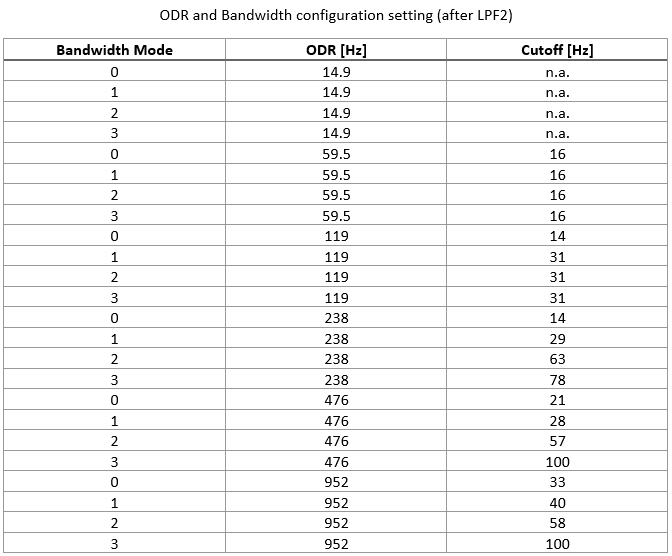 ODR and Bandwidth configuration setting (after LPF2)
Bandwidth Mode ODR [Hz] Cutoff [Hz]
0 14.9 n.a.
1 14.9 n.a.
2 14.9 n.a.
3 14.9 n.a.
0 59.5 16
1 59.5 16
2 59.5 16
3 59.5 16
0 119 14
1 119 31
2 119 31
3 119 31
0 238 14
1 238 29
2 238 63
3 238 78
0 476 21
1 476 28
2 476 57
3 476 100
0 952 33
1 952 40
2 952 58
3 952 100